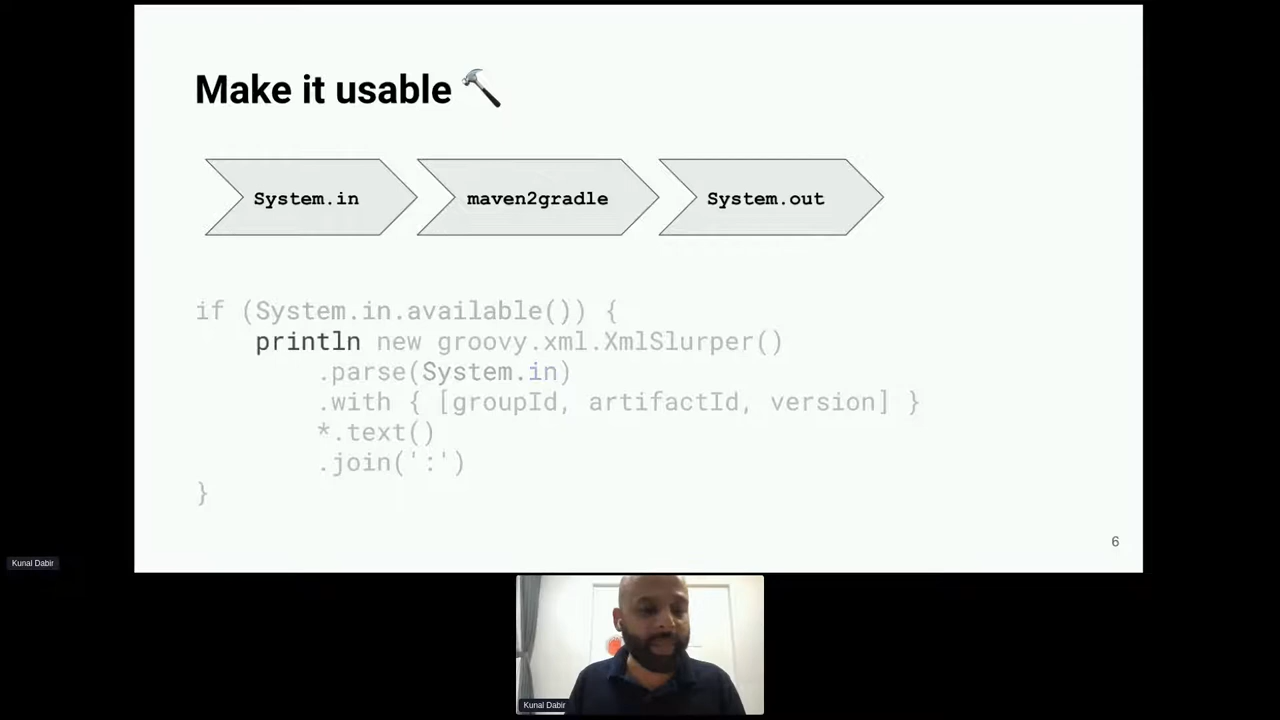 Make it usable
System.in
maven2gradle
System.out
if (System.in.available()) {
println new groovy.xml.XmlSlurper()
.parse(System.in)
.with { [groupId, artifactId, version] }
*.text()
.join(':')
}
6
Kunal Dabir
Kunal Dabir